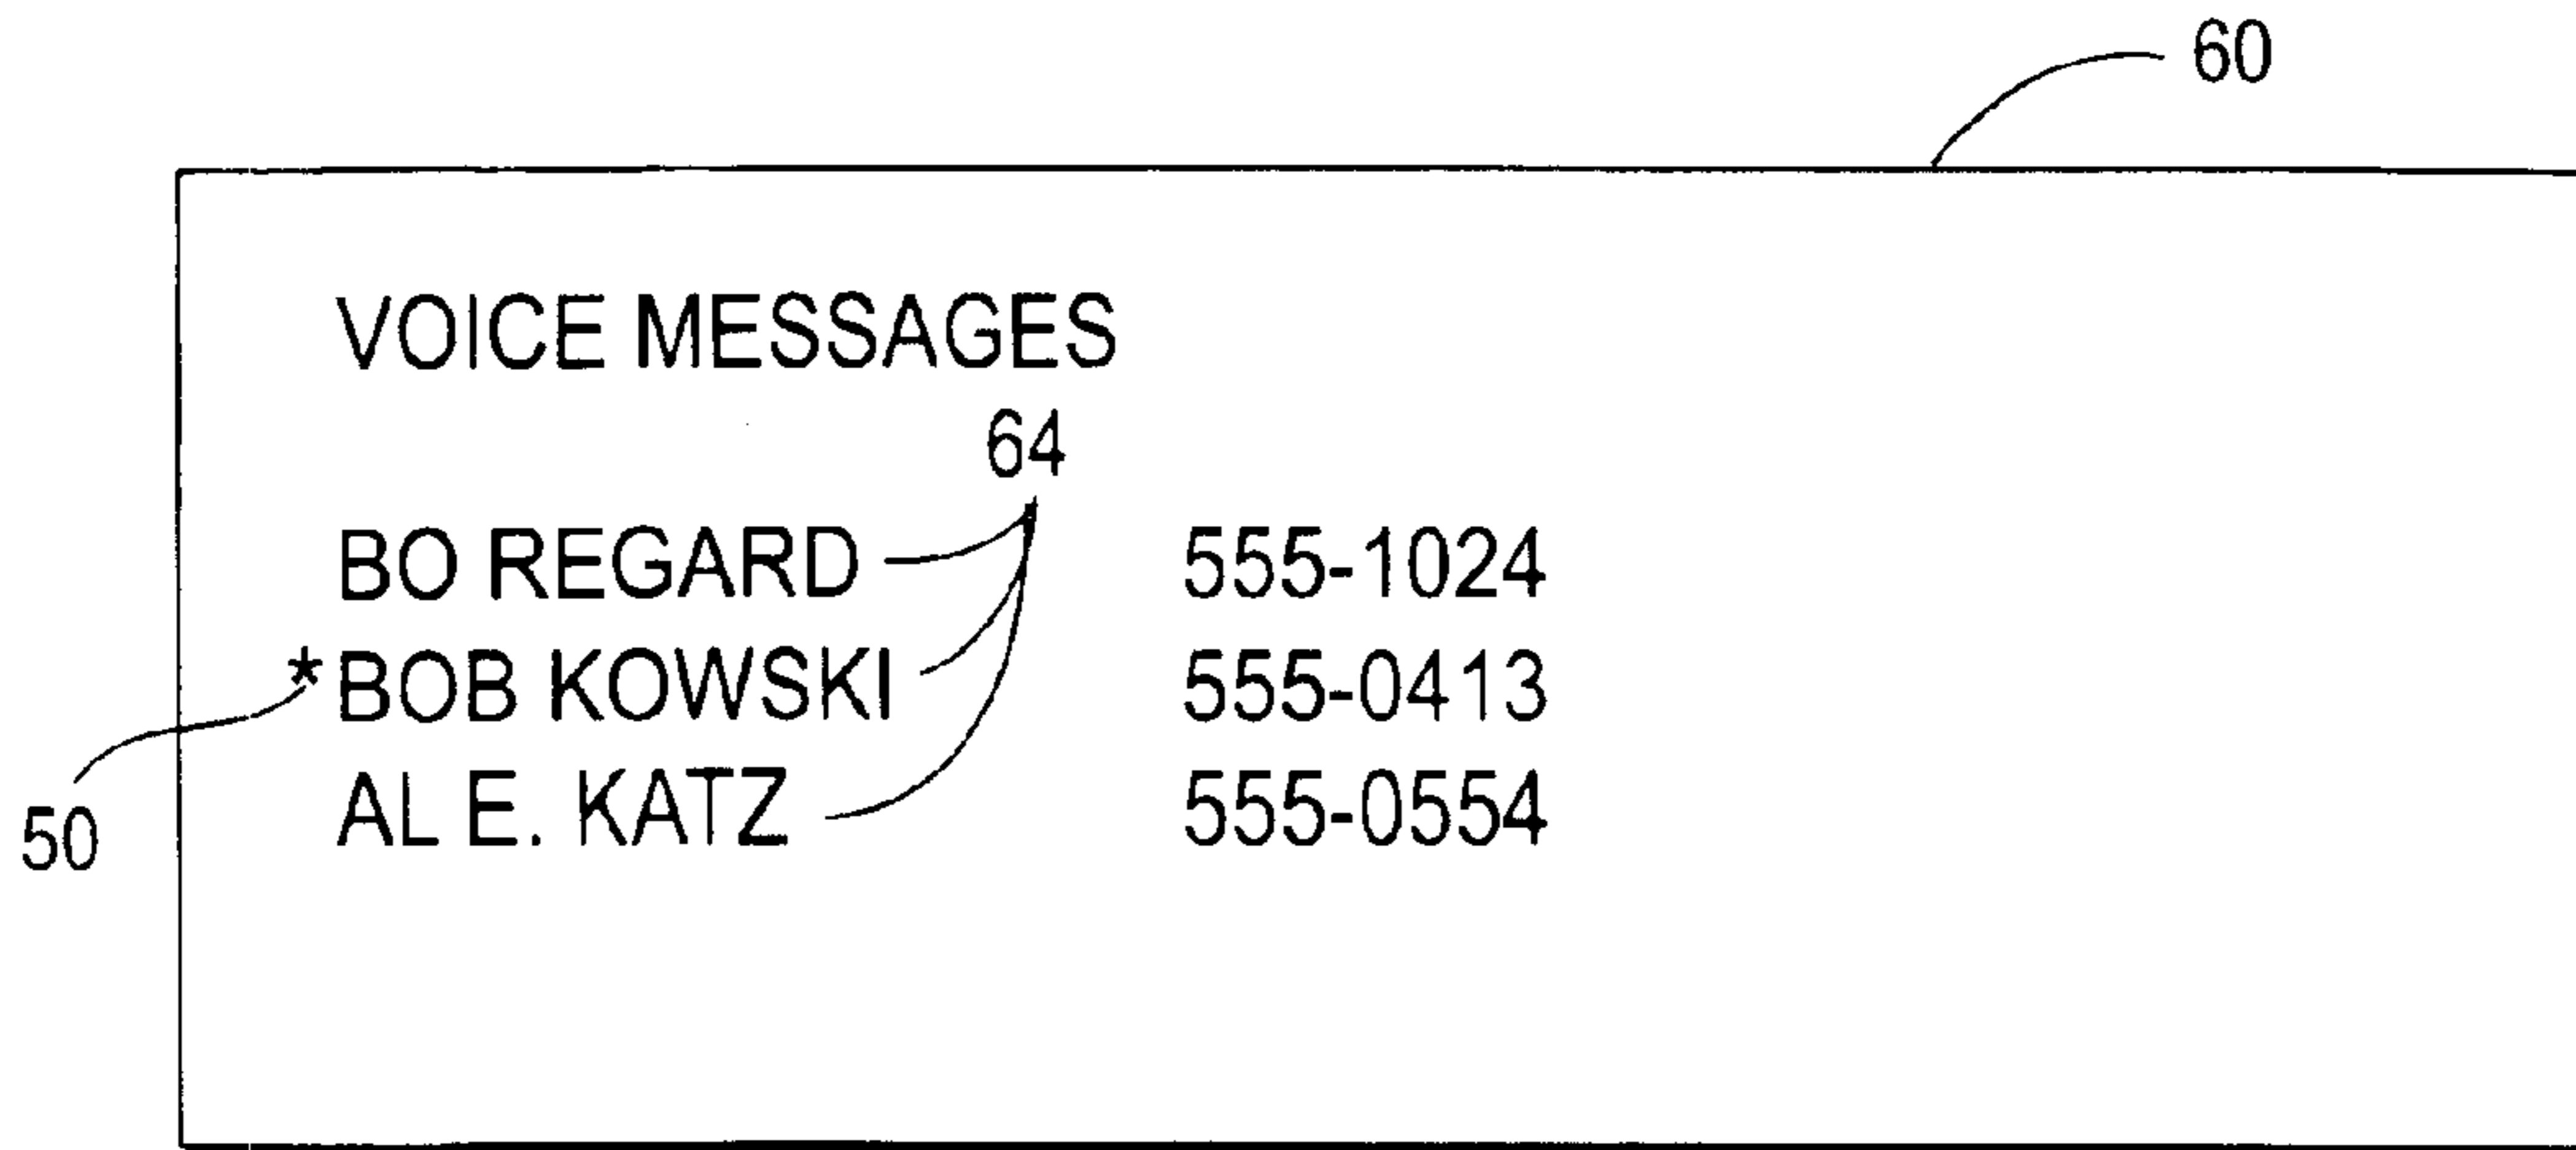 60
VOICE MESSAGES
64
BO REGARD 555-1024
*BOB KOWSKI 555-0413
AL E. KATZ 555-0554
50